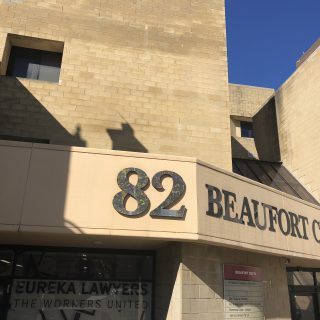 82
BEAUFORT C
EUREKA LAWYERS
THE WORKERS UNITED